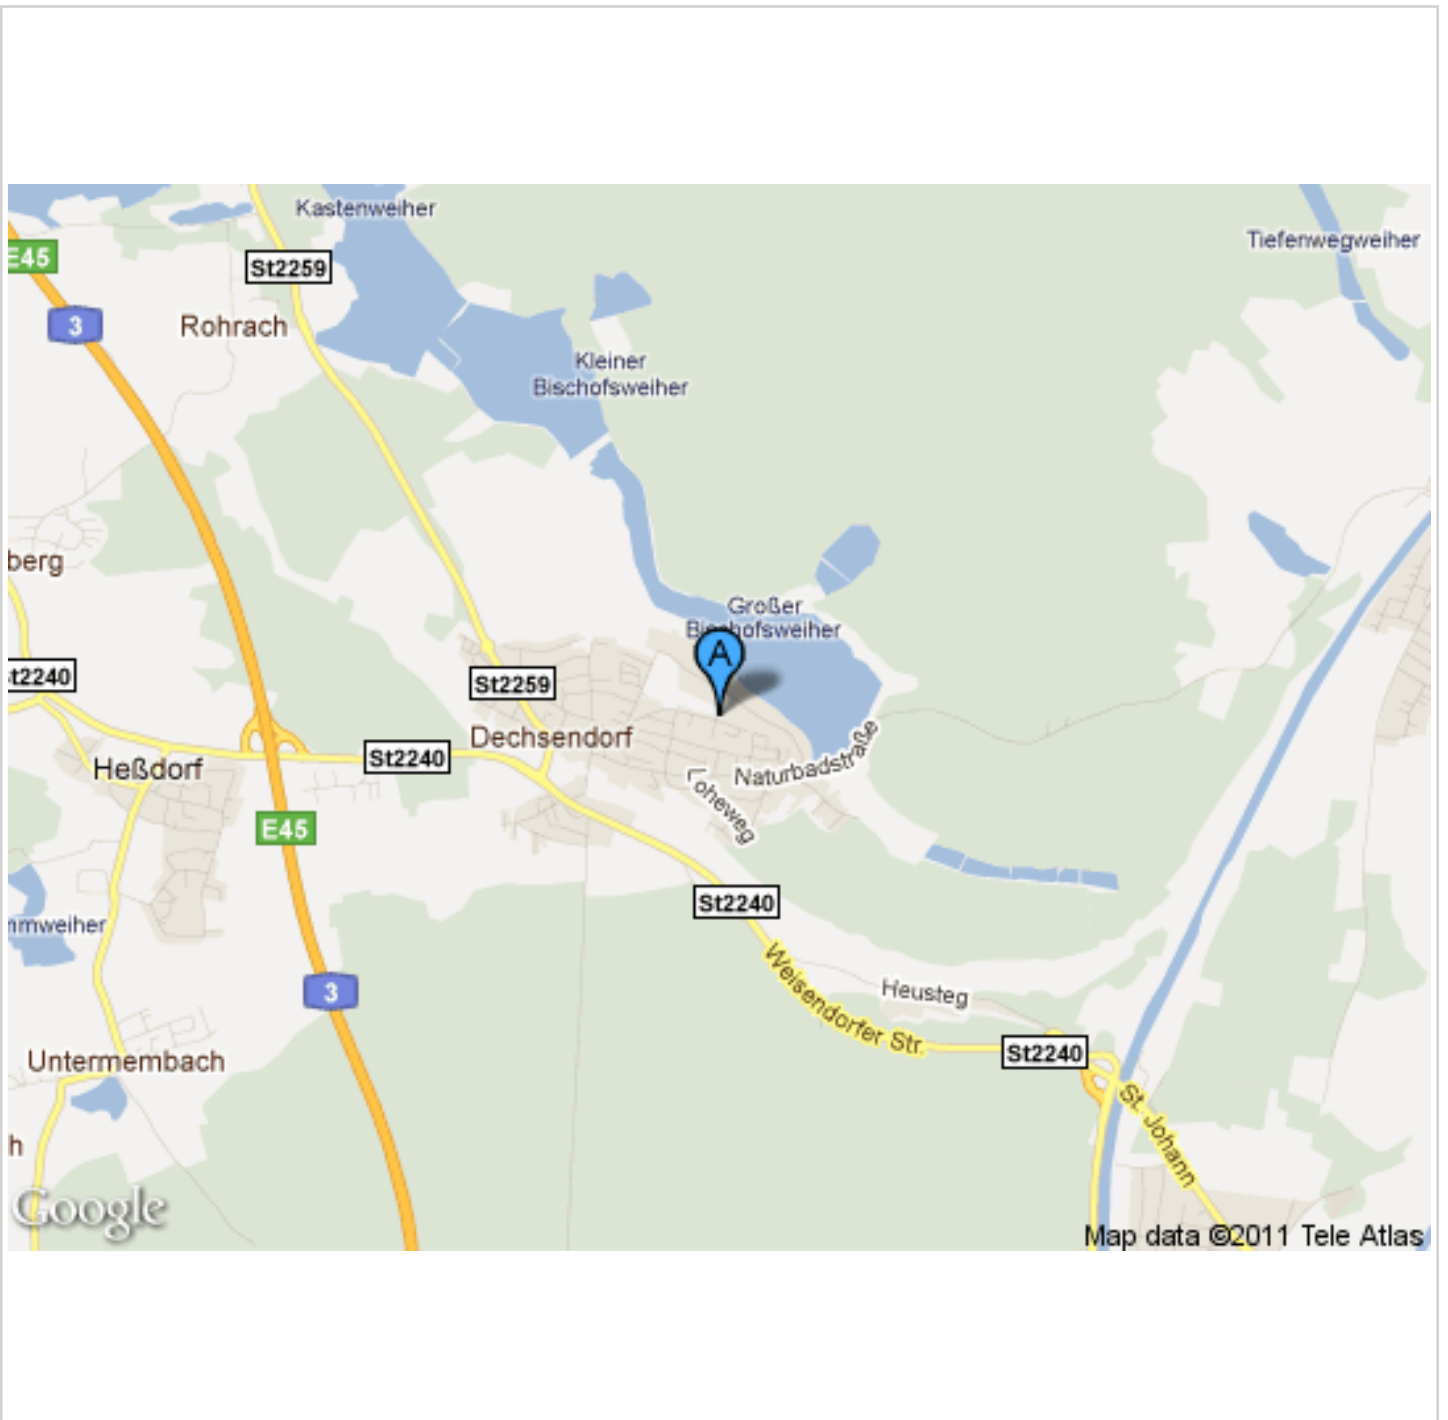 Kastenweiher
Tiefenwegweiher
E45
St2259
3
Rohrach
Kleiner
Bischofsweiher
berg
Großer
Bischofsweiher
A
t2240
St2259
Dechsendorf
St2240
Heßdorf
Naturbadstraße
Loheweg
E45
St2240
mweiher
Weisendorfer Str.
3
Heusteg
St2240
Untermembach
St. Johann
h
Google
Map data ©2011 Tele Atlas